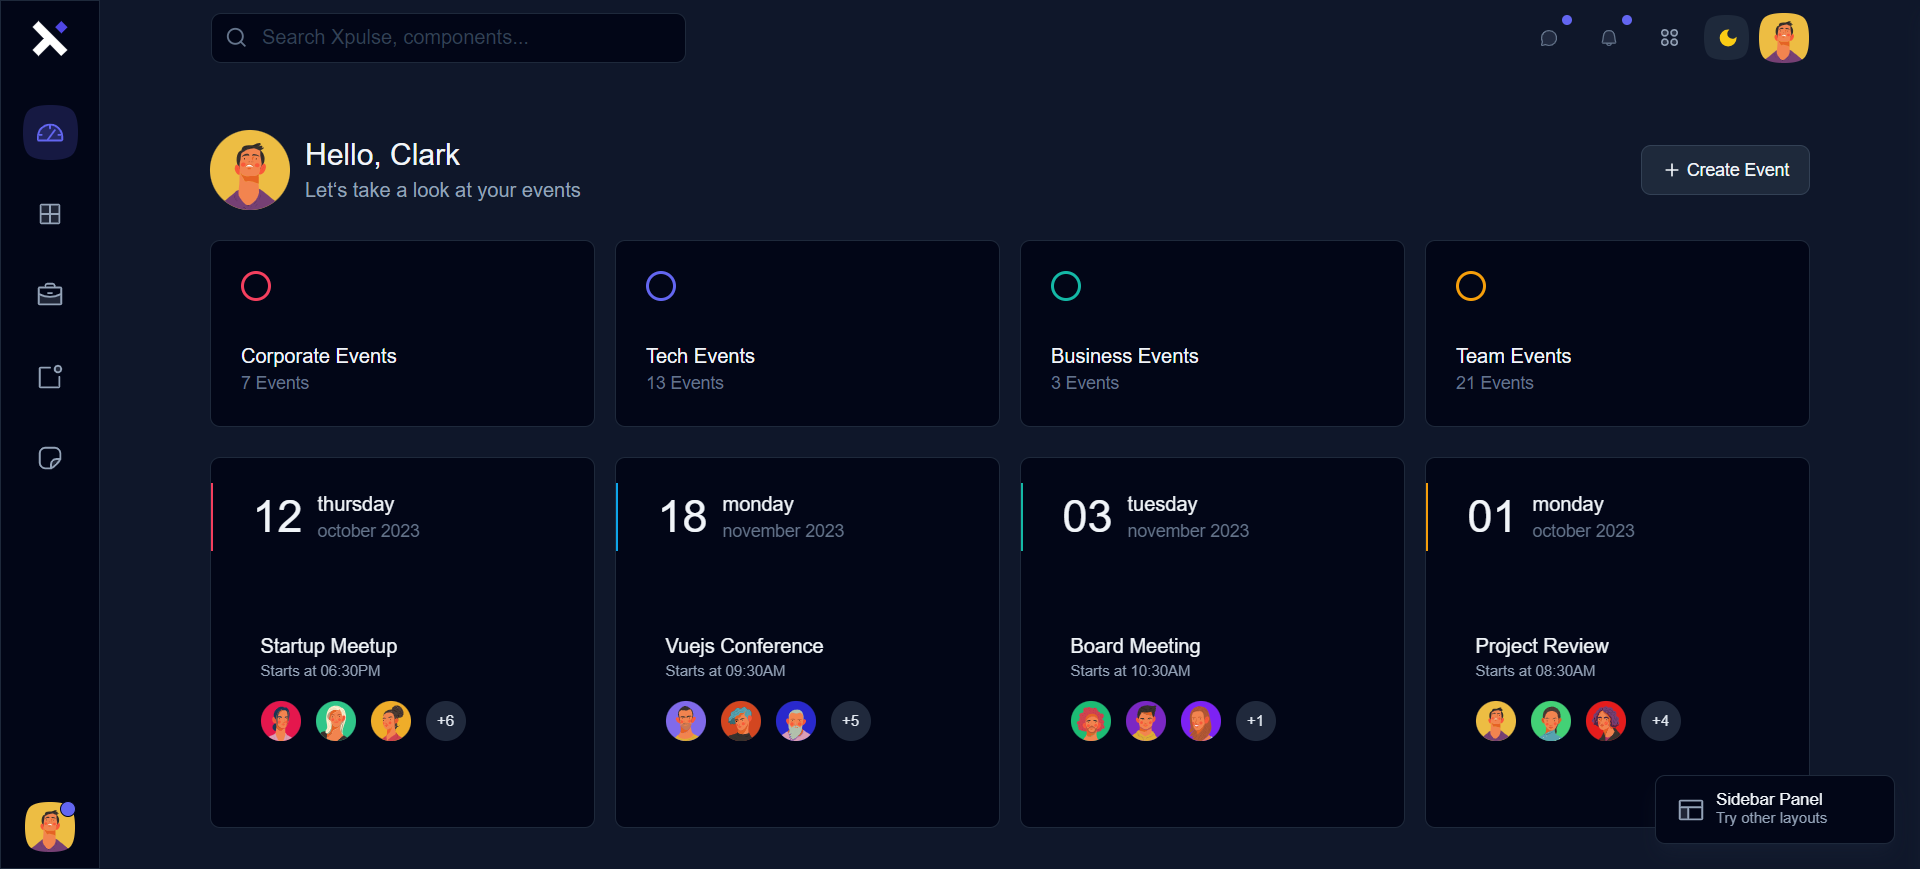 Search Xpulse, components...
Hello, Clark
Let's take a look at your events
Create Event
Corporate Events
7 Events
Tech Events
13 Events
Business Events
3 Events
Team Events
21 Events
12
thursday
october 2023
Startup Meetup
Starts at 06:30PM
+6
18
monday
november 2023
Vuejs Conference
Starts at 09:30AM
+5
03
tuesday
november 2023
Board Meeting
Starts at 10:30AM
+1
01
monday
october 2023
Project Review
Starts at 08:30AM
+4
Sidebar Panel
Try other layouts